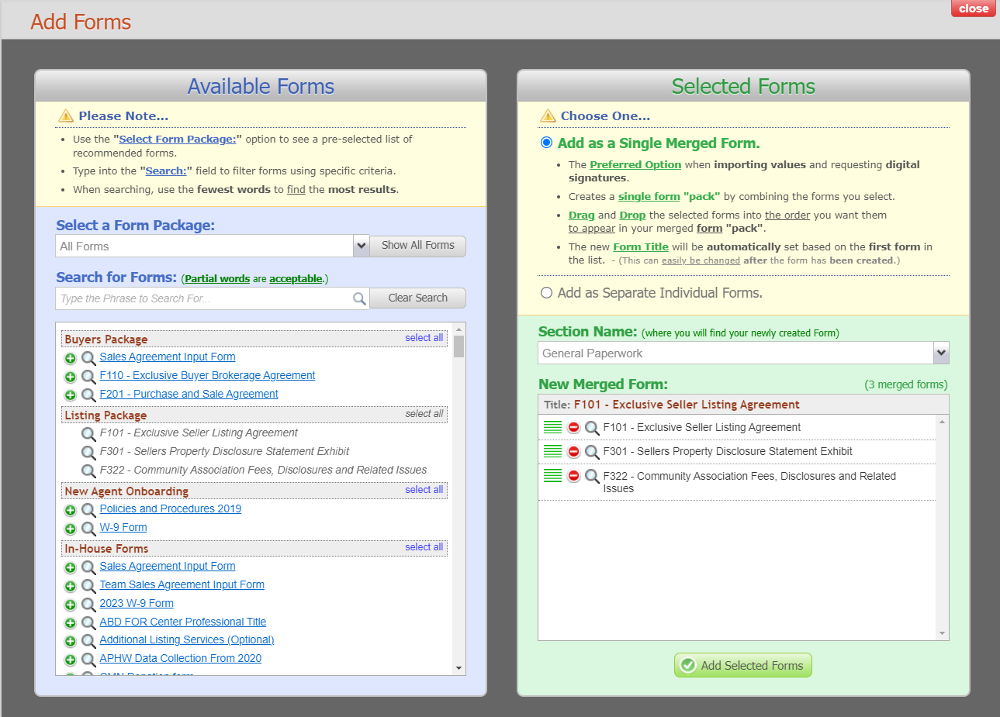 close
Add Forms
Available Forms
Please Note...
Use the "Select Form Package:" option to see a pre-selected list of
recommended forms.
Type into the "Search:" field to filter forms using specific criteria.
When searching, use the fewest words to find the most results.
Select a Form Package:
All Forms
Show All Forms
Search for Forms: (Partial words are acceptable.)
Type the Phrase to Search For...
Clear Search
Buyers Package select all
Sales Agreement Input Form
F110 - Exclusive Buyer Brokerage Agreement
F201 - Purchase and Sale Agreement
Listing Package select all
F101 - Exclusive Seller Listing Agreement
F301 - Sellers Property Disclosure Statement Exhibit
F322 - Community Association Fees, Disclosures and Related Issues
New Agent Onboarding select all
Policies and Procedures 2019
W-9 Form
In-House Forms select all
Sales Agreement Input Form
Team Sales Agreement Input Form
2023 W-9 Form
ABD FOR Center Professional Title
Additional Listing Services (Optional)
APHW Data Collection From 2020
Selected Forms
Choose One...
Add as a Single Merged Form.
The Preferred Option when importing values and requesting digital
signatures.
Creates a single form "pack" by combining the forms you select.
Drag and Drop the selected forms into the order you want them
to appear in your merged form "pack".
The new Form Title will be automatically set based on the first form in
the list. - (This can easily be changed after the form has been created.)
Add as Separate Individual Forms.
Section Name: (where you will find your newly created Form)
General Paperwork
New Merged Form: (3 merged forms)
Title: F101 - Exclusive Seller Listing Agreement
F101 - Exclusive Seller Listing Agreement
F301 - Sellers Property Disclosure Statement Exhibit
F322 - Community Association Fees, Disclosures and Related
Issues
Add Selected Forms